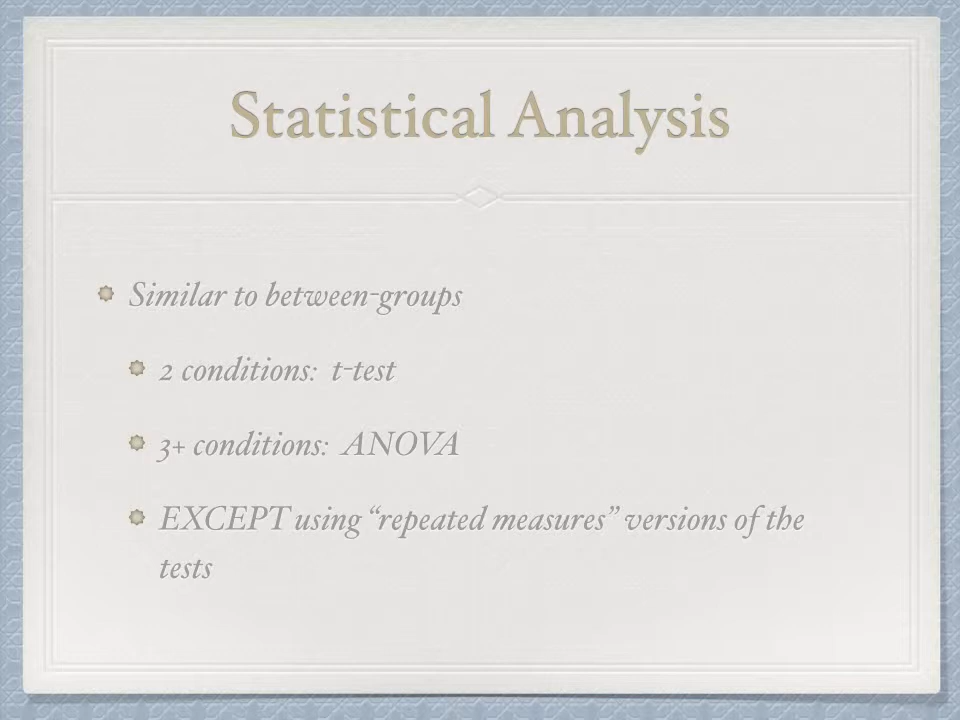 Statistical Analysis
Similar to between-groups
2 conditions: t-test
3+ conditions: ANOVA
EXCEPT using “repeated measures” versions of the
tests